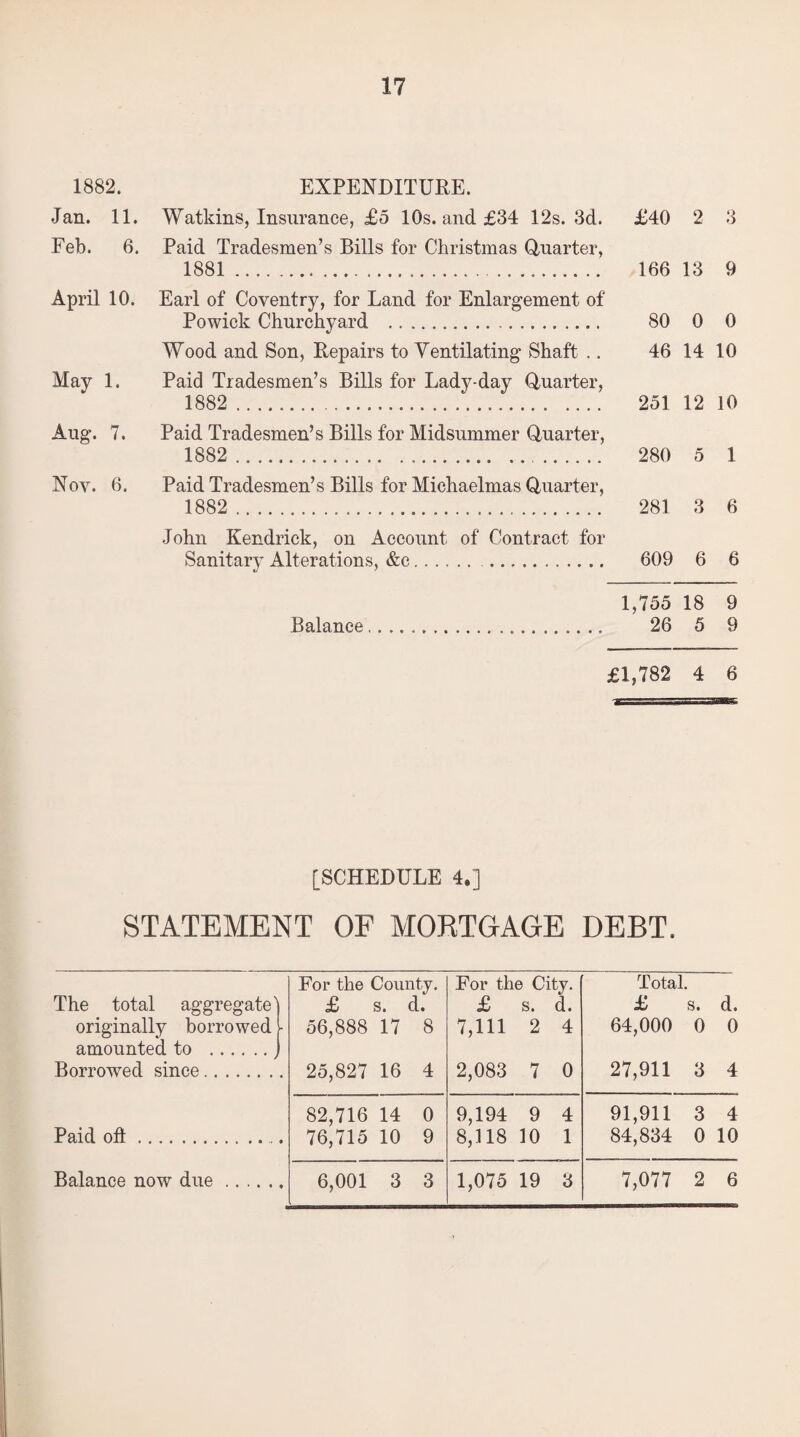 17
1882. EXPENDITURE.
Jan. 11. Watkins, Insurance, £5 10s. and £34 12s. 3d. £40 2 3
Feb. 6. Paid Tradesmen’s Bills for Christmas Quarter,
1881 .......................................... 166 13 9
April 10. Earl of Coventry, for Land for Enlargement of
Powick Churchyard ........................ 80 0 0
Wood and Son, Repairs to Ventilating Shaft .. 46 14 10
May 1. Paid Tradesmen’s Bills for Lady-day Quarter,
1882 .......................................... 251 12 10
Aug. 7. Paid Tradesmen’s Bills for Midsummer Quarter,
1882 .......................................... 280 5 1
Nov. 6. Paid Tradesmen’s Bills for Michaelmas Quarter,
1882 .......................................... 281 3 6
John Kendrick, on Account of Contract for
Sanitary Alterations, &c. .................... 609 6 6
1,755 18 9
Balance ........................ 26 5 9
£1,782 4 6
[SCHEDULE 4.]
STATEMENT OF MORTGAGE DEBT.
For the County. For the City. Total.
The total aggregate £ s. d. £ s. d. £ s. d.
originally borrowed 56,888 17 8 7,111 2 4 64,000 0 0
amounted to ......
Borrowed since ........ 25,827 16 4 2,083 7 0 27,911 3 4
82,716 14 0 9,194 9 4 91,911 3 4
Paid off ................ 76,715 10 9 8,118 10 1 84,834 0 10
Balance now due ...... 6,001 3 3 1,075 19 3 7,077 2 6